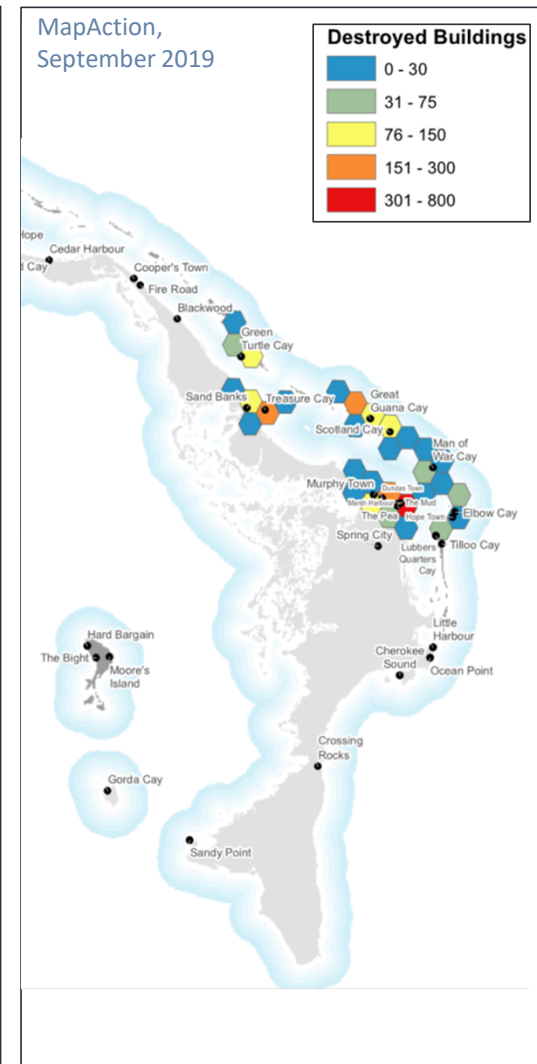 MapAction,
September 2019
Destroyed Buildings
0 - 30
31 - 75
76 - 150
151 - 300
301 - 800
Cedar Harbour
Cay
Cooper's Town
Fire Road
Blackwood
Green
Turtle Cay
Sand Banks
Treasure Cay
Great
Guana Cay
Scotland Cay
Man of
War Cay
Murphy Town
Dundas Town
Marsh Harbour
The Mud
The Pea
Hope Town
Elbow Cay
Spring City
Lubbers
Quarters
Cay
Tilloo Cay
Little
Harbour
Cherokee
Sound
Ocean Point
Hard Bargain
The Bight
Moore's
Island
Crossing
Rocks
Gorda Cay
Sandy Point